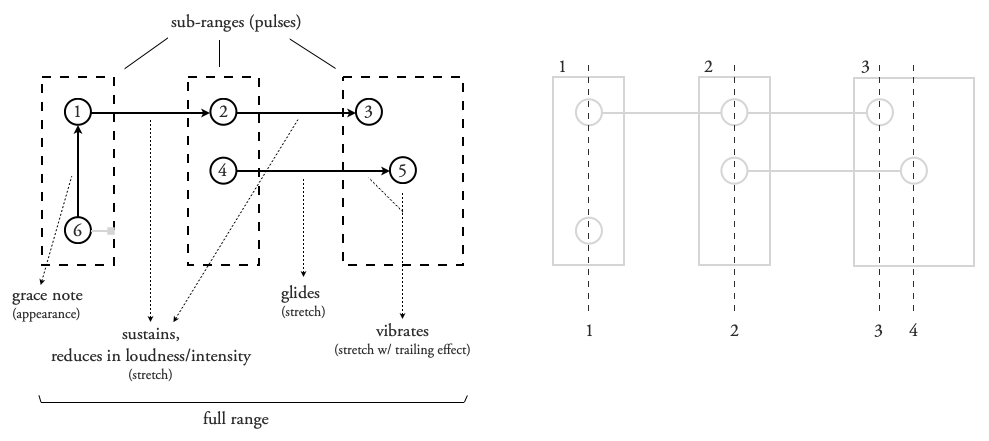 sub-ranges (pulses)
1 2 3
4 5
6
grace note
(appearance)
sustains,
reduces in loudness/intensity
(stretch)
glides
(stretch)
vibrates
(stretch w/ trailing effect)
full range
1 2 3
1 2 3 4